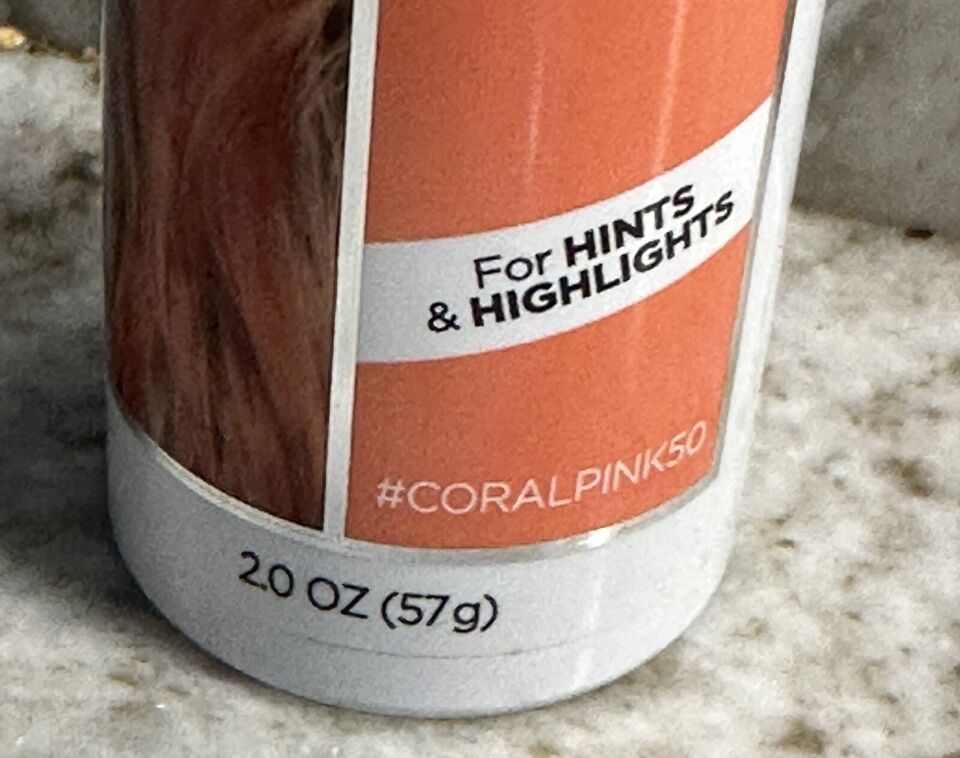 For HINTS
& HIGHLIGHTS
#CORALPINK50
2.0 OZ (57g)